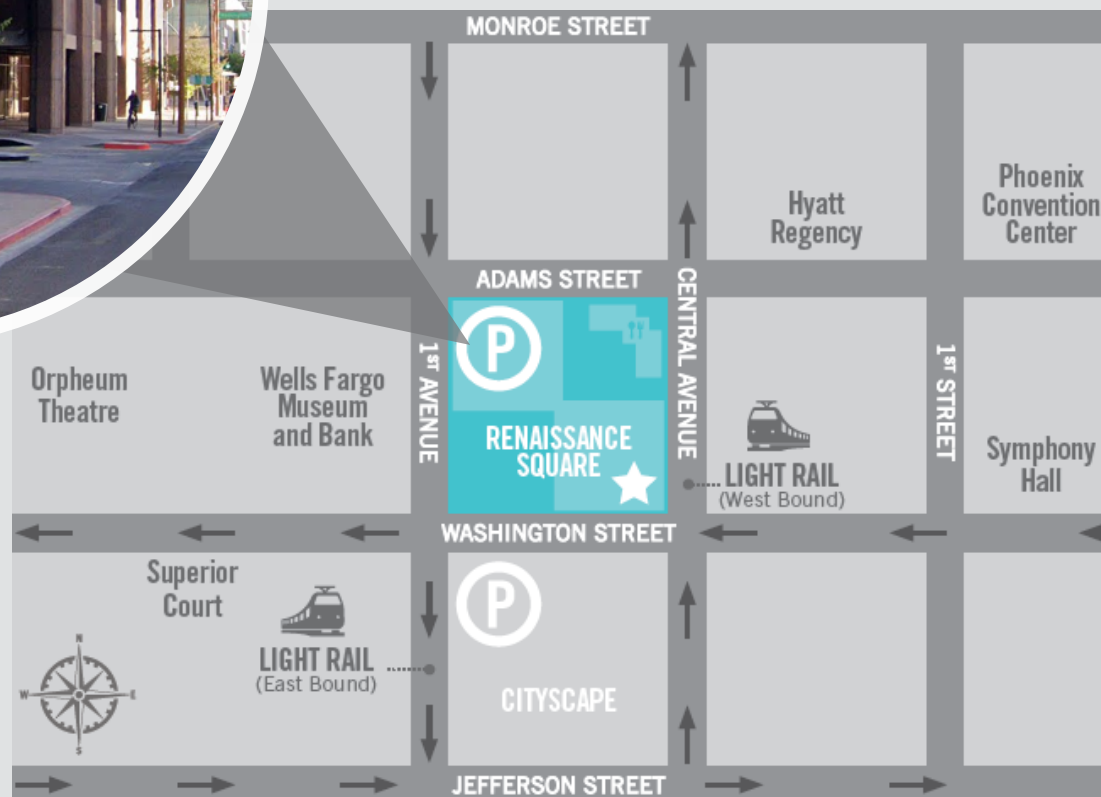 MONROE STREET
Phoenix
Convention
Center
Hyatt
Regency
ADAMS STREET
CENTRAL AVENUE
P
1ST AVENUE
1ST STREET
Orpheum
Theatre
Wells Fargo
Museum
and Bank
RENAISSANCE
SQUARE
LIGHT RAIL
(West Bound)
Symphony
Hall
WASHINGTON STREET
Superior
Court
P
LIGHT RAIL
(East Bound)
CITYSCAPE
N
W
E
S
JEFFERSON STREET